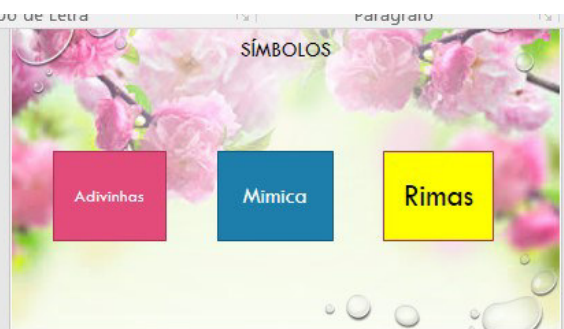 po de Letra
Parágrafo
SÍMBOLOS
Adivinhas
Mimica
Rimas